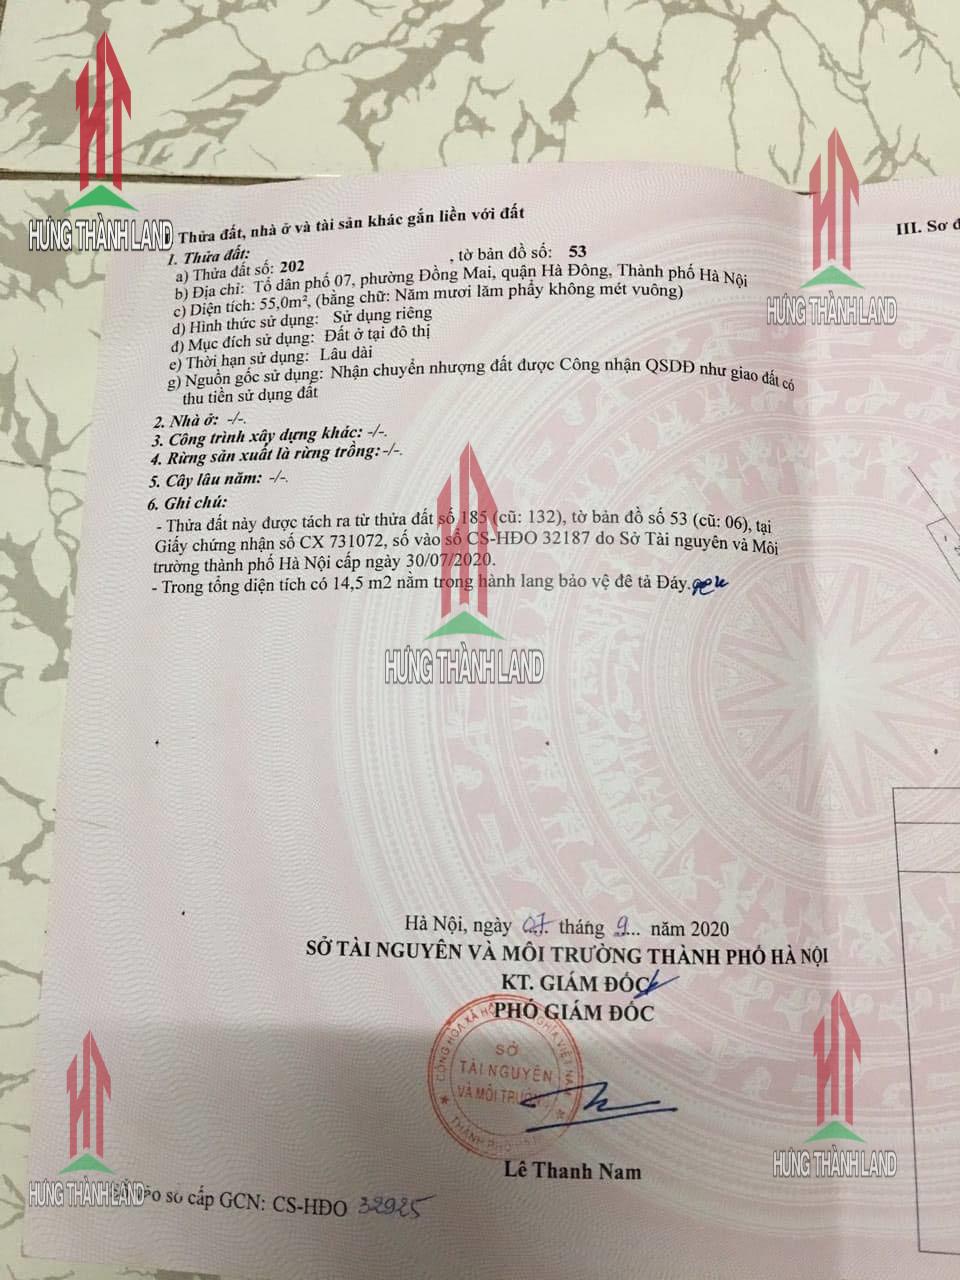 Thửa đất, nhà ở và tài sản khác gắn liền với đất
1. Thửa đất:
a) Thửa đất số: 202 , tờ bản đồ số: 53
b) Địa chỉ: Tổ dân phố 07, phường Đồng Mai, quận Hà Đông, Thành phố Hà Nội
c) Diện tích: 55,0m², (bằng chữ: Năm mươi lăm phẩy không mét vuông)
d) Hình thức sử dụng: Sử dụng riêng
đ) Mục đích sử dụng: Đất ở tại đô thị
e) Thời hạn sử dụng: Lâu dài
g) Nguồn gốc sử dụng: Nhận chuyển nhượng đất được Công nhận QSDĐ như giao đất có
thu tiền sử dụng đất
2. Nhà ở: -/-.
3. Công trình xây dựng khác: -/-.
4. Rừng sản xuất là rừng trồng: -/-.
5. Cây lâu năm: -/-.
6. Ghi chú:
- Thửa đất này được tách ra từ thửa đất số 185 (cũ: 132), tờ bản đồ số 53 (cũ: 06), tại
Giấy chứng nhận số CX 731072, số vào sổ CS-HĐO 32187 do Sở Tài nguyên và Môi
trường thành phố Hà Nội cấp ngày 30/07/2020.
- Trong tổng diện tích có 14,5 m2 nằm trong hành lang bảo vệ đê tả Đáy.
III. Sơ
Hà Nội, ngày 07 tháng 9... năm 2020
SỞ TÀI NGUYÊN VÀ MÔI TRƯỜNG THÀNH PHỐ HÀ NỘI
KT. GIÁM ĐỐC
PHÓ GIÁM ĐỐC
SỞ
TÀI NGUYÊN
VÀ MÔI TRƯỜNG
Lê Thanh Nam
vào sổ cấp GCN: CS-HĐO 32925
HƯNG THÀNH LAND
HƯNG THÀNH LAND
HƯNG THÀNH LAND
HƯNG THÀNH LAND
HƯNG THÀNH LAND